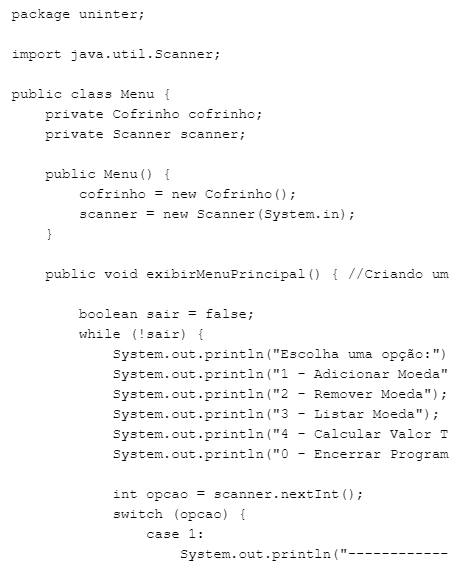 package uninter;
import java.util.Scanner;
public class Menu {
private Cofrinho cofrinho;
private Scanner scanner;
public Menu() {
cofrinho = new Cofrinho();
scanner = new Scanner(System.in);
}
public void exibirMenuPrincipal() { //Criando um
boolean sair = false;
while (!sair) {
System.out.println("Escolha uma opção:")
System.out.println("1 - Adicionar Moeda"
System.out.println("2 - Remover Moeda");
System.out.println("3 - Listar Moeda");
System.out.println("4 - Calcular Valor T
System.out.println("0 - Encerrar Program
int opcao = scanner.nextInt();
switch (opcao) {
case 1:
System.out.println("------------